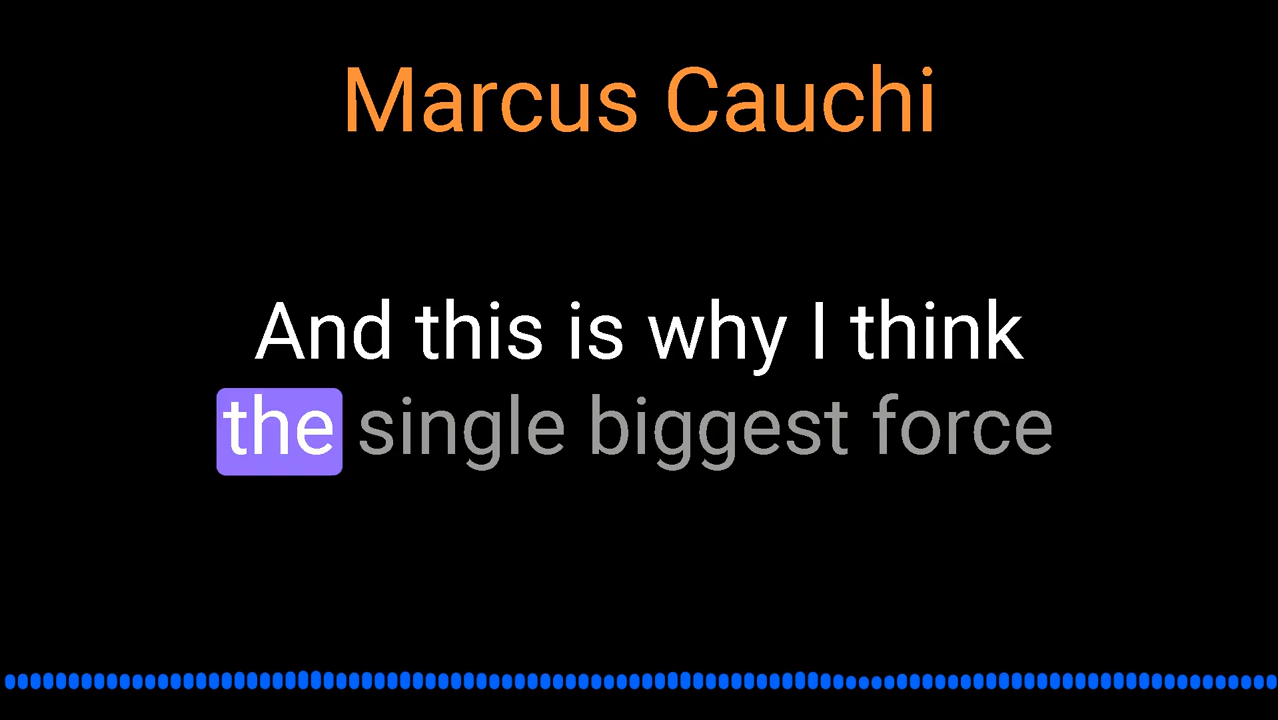 Marcus Cauchi
And this is why I think
the single biggest force